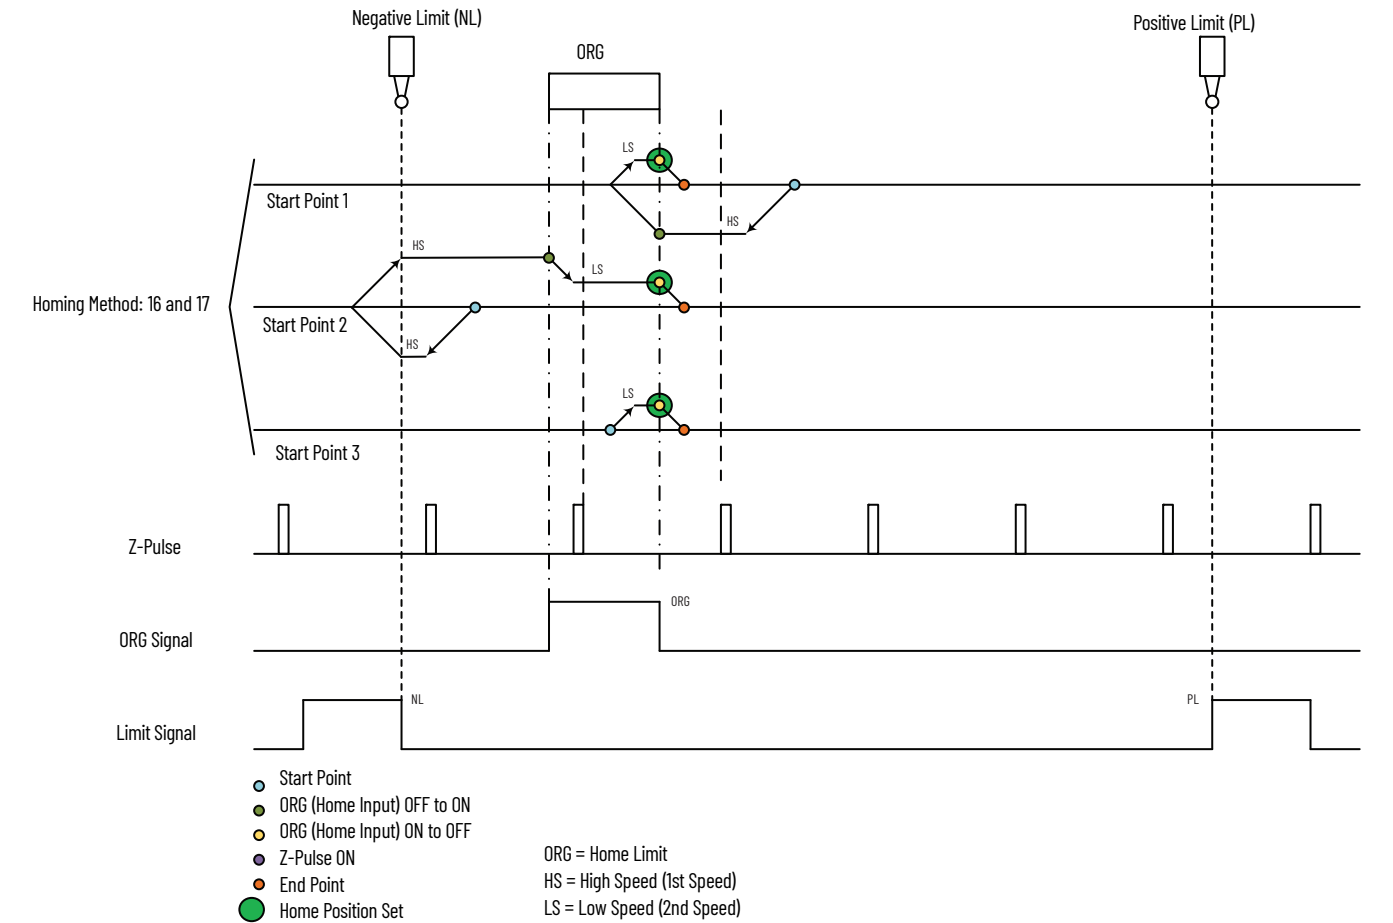 Negative Limit (NL)
Positive Limit (PL)
ORG
LS
Start Point 1
HS
HS
LS
Homing Method: 16 and 17
Start Point 2
HS
LS
Start Point 3
Z-Pulse
ORG
ORG Signal
NL
PL
Limit Signal
Start Point
ORG (Home Input) OFF to ON
ORG (Home Input) ON to OFF
Z-Pulse ON
End Point
Home Position Set
ORG = Home Limit
HS = High Speed (1st Speed)
LS = Low Speed (2nd Speed)